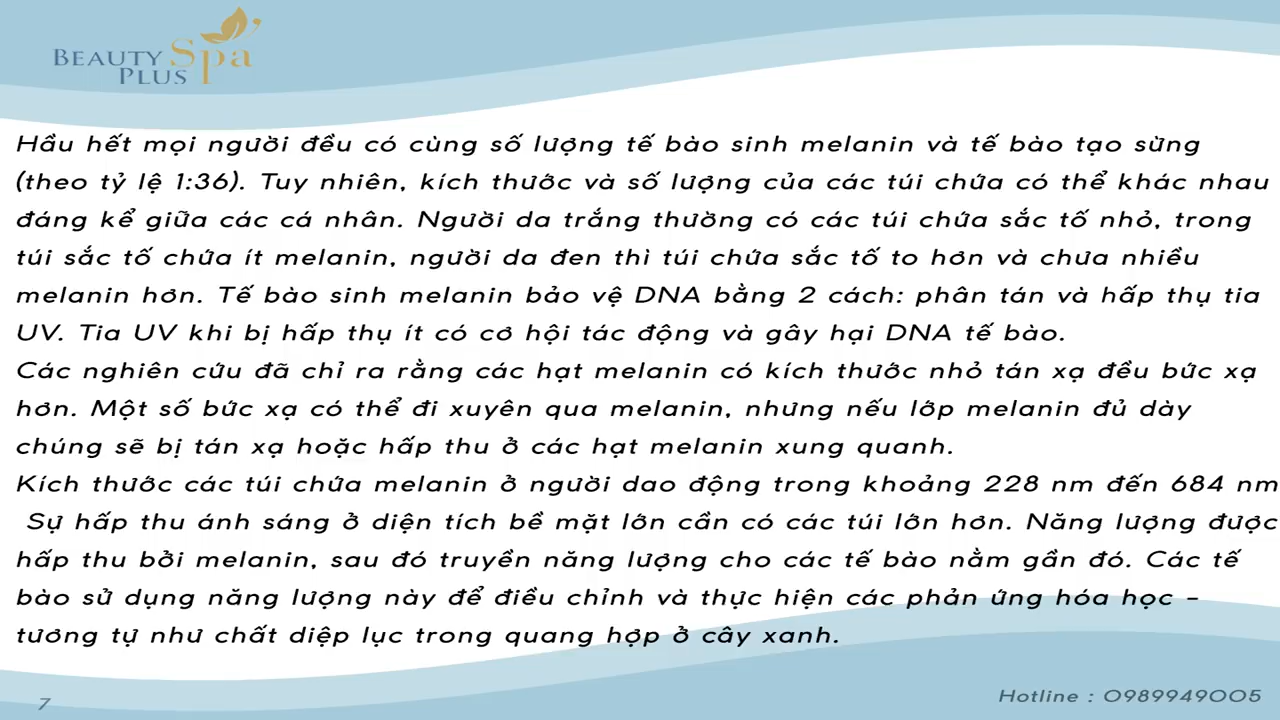 BEAUTY Spa
PLUS
Hầu hết mọi người đều có cùng số lượng tế bào sinh melanin và tế bào tạo sừng
(theo tỷ lệ 1:36). Tuy nhiên, kích thước và số lượng của các túi chứa có thể khác nhau
đáng kể giữa các cá nhân. Người da trắng thường có các túi chứa sắc tố nhỏ, trong
túi sắc tố chứa ít melanin, người da đen thì túi chứa sắc tố to hơn và chưa nhiều
melanin hơn. Tế bào sinh melanin bảo vệ DNA bằng 2 cách: phân tán và hấp thụ tia
UV. Tia UV khi bị hấp thụ ít có cơ hội tác động và gây hại DNA tế bào.
Các nghiên cứu đã chỉ ra rằng các hạt melanin có kích thước nhỏ tán xạ đều bức xạ
hơn. Một số bức xạ có thể đi xuyên qua melanin, nhưng nếu lớp melanin đủ dày
chúng sẽ bị tán xạ hoặc hấp thu ở các hạt melanin xung quanh.
Kích thước các túi chứa melanin ở người dao động trong khoảng 228 nm đến 684 nm
Sự hấp thu ánh sáng ở diện tích bề mặt lớn cần có các túi lớn hơn. Năng lượng được
hấp thu bởi melanin, sau đó truyền năng lượng cho các tế bào nằm gần đó. Các tế
bào sử dụng năng lượng này để điều chỉnh và thực hiện các phản ứng hóa học –
tương tự như chất diệp lục trong quang hợp ở cây xanh.
7
Hotline : 0989949005